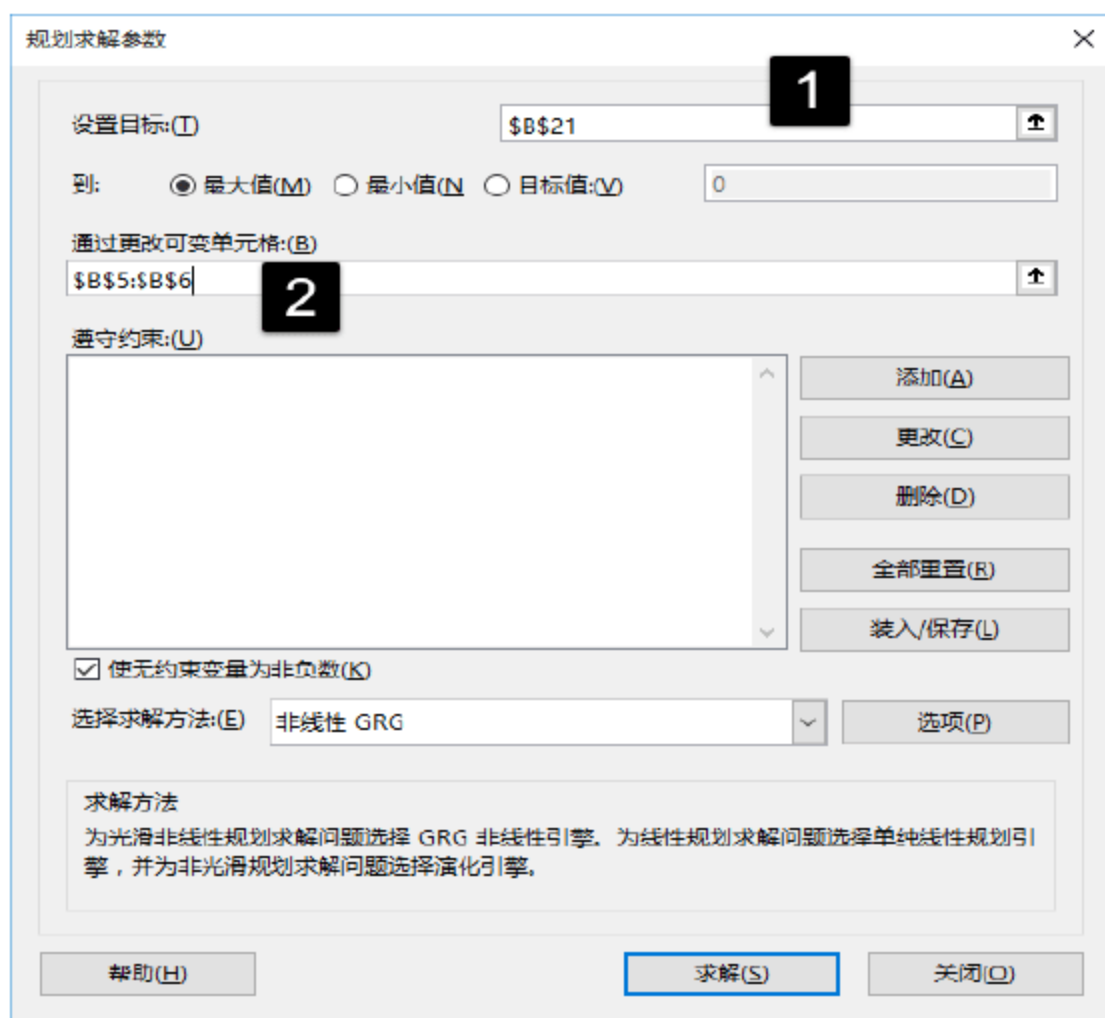 规划求解参数
1
设置目标:(T)
$B$21
到:
最大值(M)
最小值(N
目标值:(V)
0
通过更改可变单元格:(B)
$B$5:$B$6
2
遵守约束:(U)
添加(A)
更改(C)
删除(D)
全部重置(R)
装入/保存(L)
使无约束变量为非负数(K)
选择求解方法:(E)
非线性 GRG
选项(P)
求解方法
为光滑非线性规划求解问题选择 GRG 非线性引擎。为线性规划求解问题选择单纯线性规划引
擎，并为非光滑规划求解问题选择演化引擎。
帮助(H)
求解(S)
关闭(O)